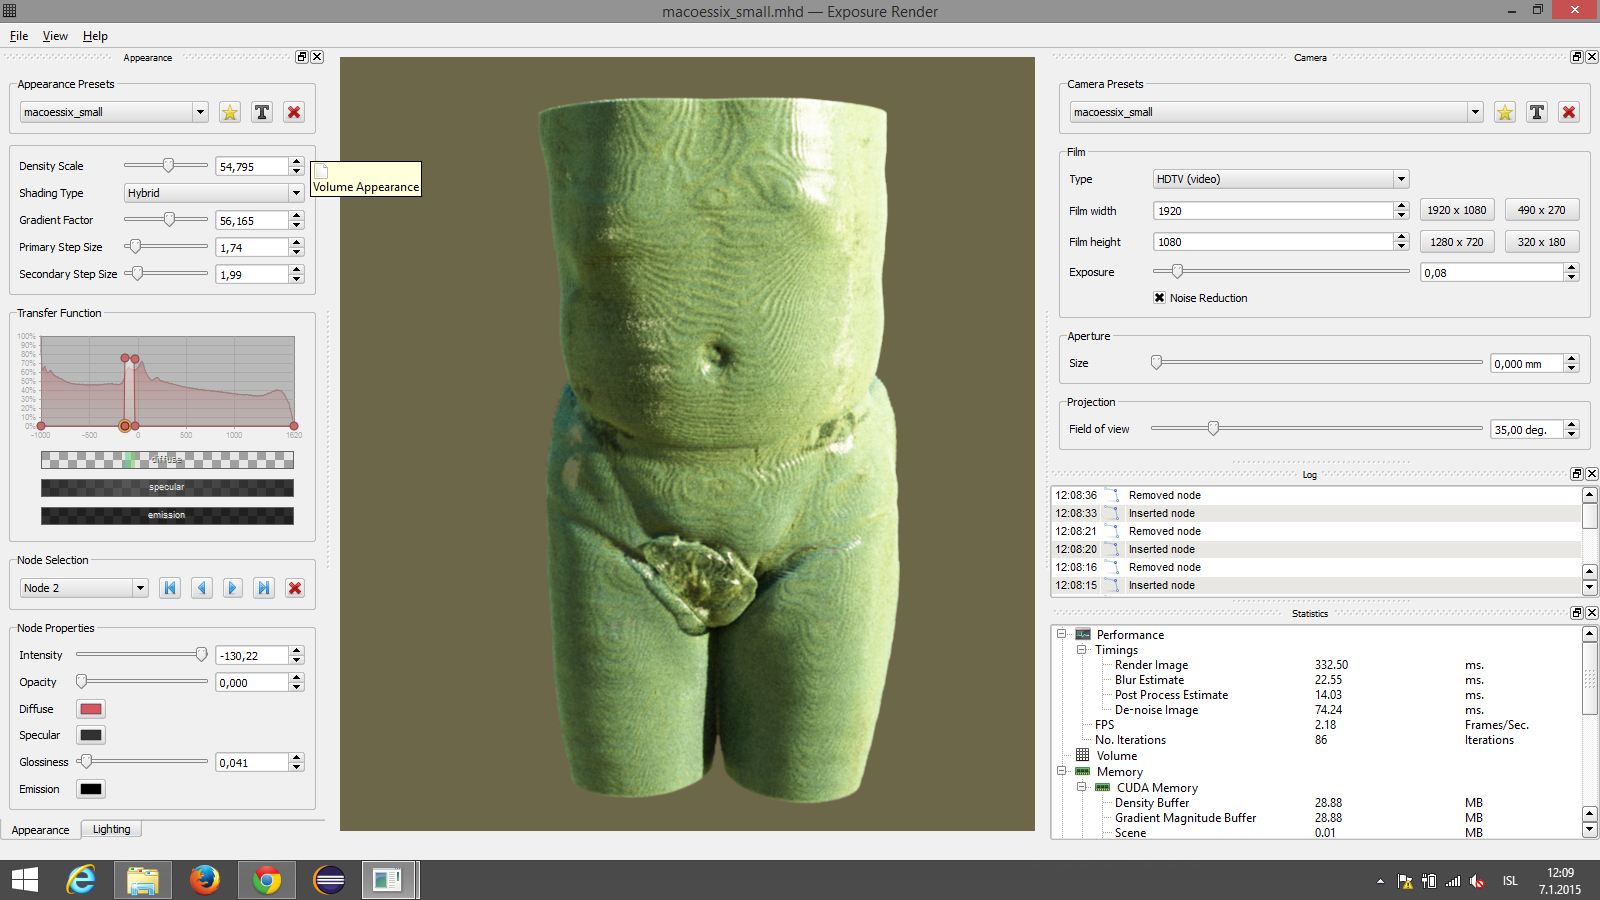 macoessix_small.mhd — Exposure Render
File View Help
Appearance
Appearance Presets
macoessix_small
Density Scale 54,795
Shading Type Hybrid
Gradient Factor 56,165
Primary Step Size 1,74
Secondary Step Size 1,99
Volume Appearance
Transfer Function
100%
90%
80%
70%
60%
50%
40%
30%
20%
10%
0%
-1000 -500 0 500 1000 1620
diffuse
specular
emission
Node Selection
Node 2
Node Properties
Intensity -130,22
Opacity 0,000
Diffuse
Specular
Glossiness 0,041
Emission
Appearance Lighting
Camera
Camera Presets
macoessix_small
Film
Type HDTV (video)
Film width 1920 1920 x 1080 490 x 270
Film height 1080 1280 x 720 320 x 180
Exposure 0,08
Noise Reduction
Aperture
Size 0,000 mm
Projection
Field of view 35,00 deg.
Log
12:08:36 Removed node
12:08:33 Inserted node
12:08:21 Removed node
12:08:20 Inserted node
12:08:16 Removed node
12:08:15 Inserted node
Statistics
Performance
Timings
Render Image 332.50 ms.
Blur Estimate 22.55 ms.
Post Process Estimate 14.03 ms.
De-noise Image 74.24 ms.
FPS 2.18 Frames/Sec.
No. Iterations 86 Iterations
Volume
Memory
CUDA Memory
Density Buffer 28.88 MB
Gradient Magnitude Buffer 28.88 MB
Scene 0.01 MB
ISL
12:09
7.1.2015